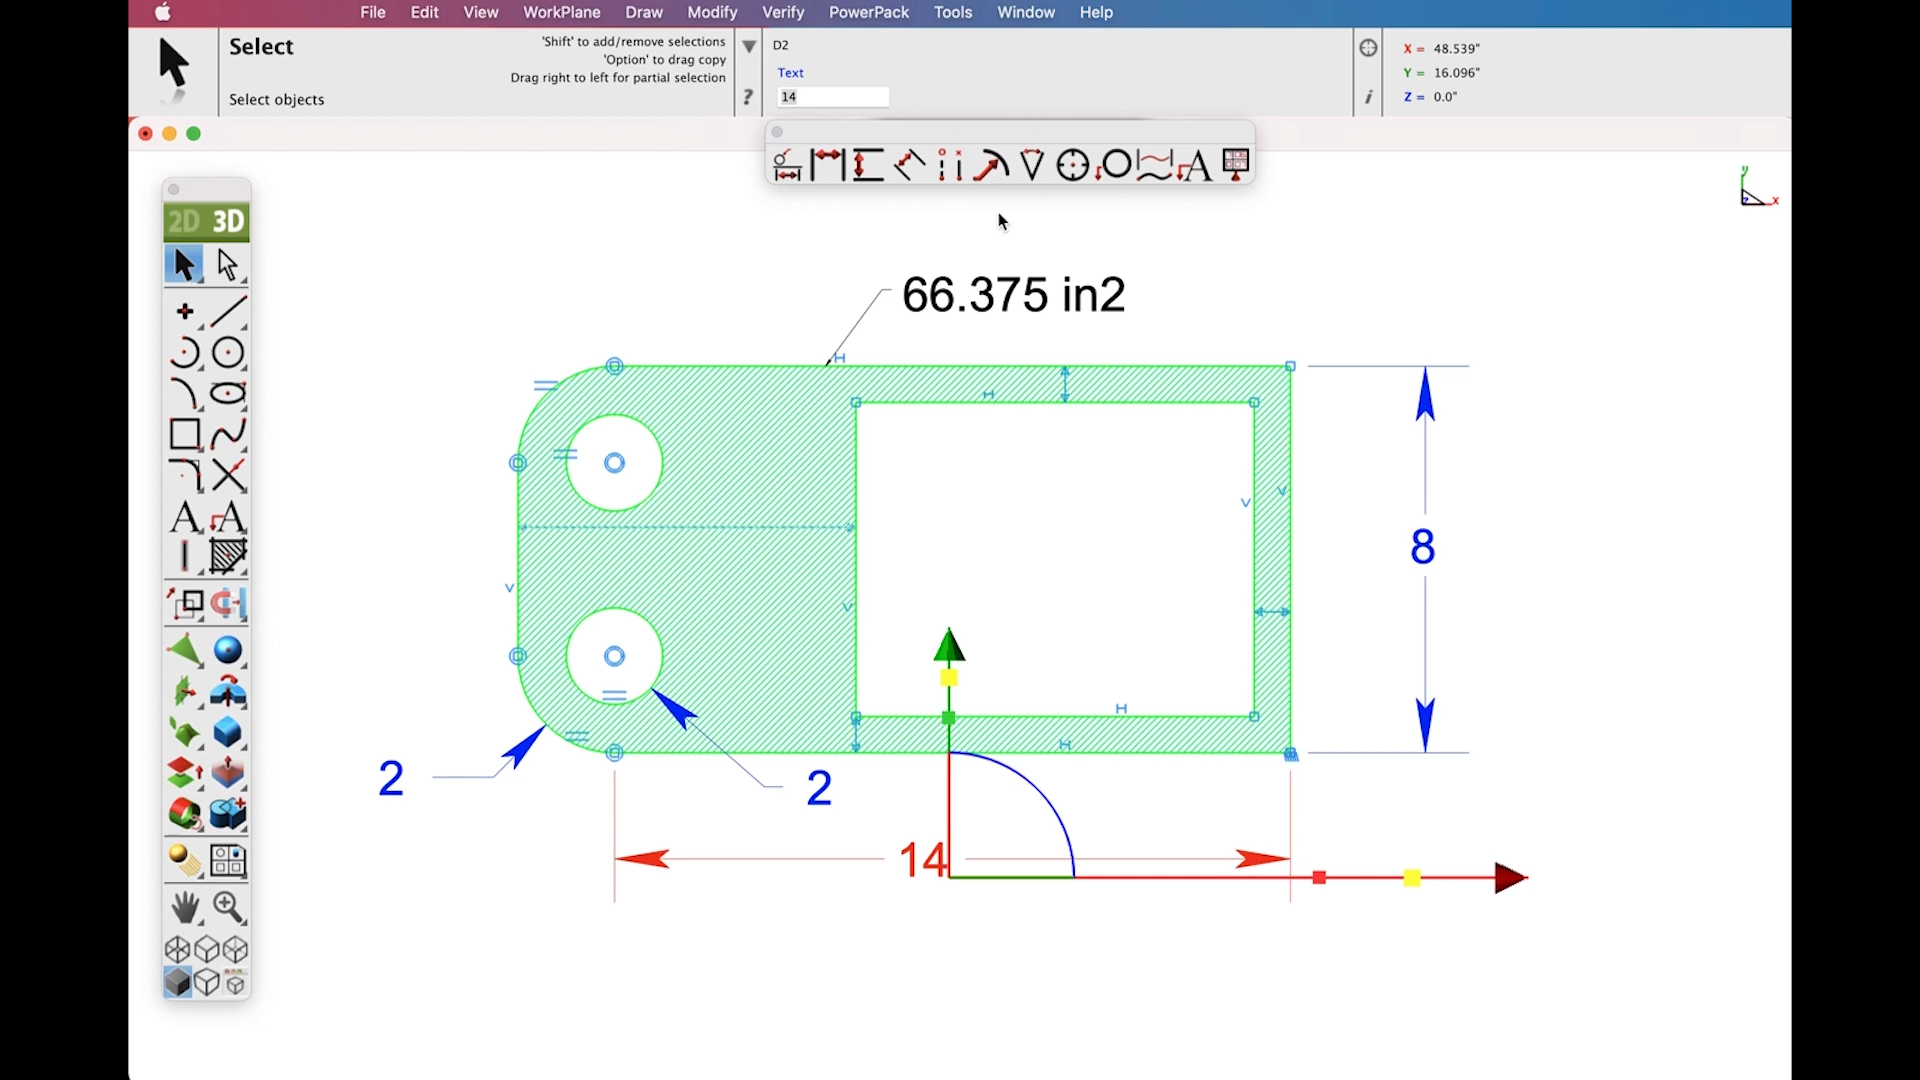 File Edit View WorkPlane Draw Modify Verify PowerPack Tools Window Help
Select
'Shift' to add/remove selections
'Option' to drag copy
Drag right to left for partial selection
Select objects
?
D2
Text
14
i
X = 48.539"
Y = 16.096"
Z = 0.0"
A
y
z
x
2D 3D
A A
66.375 in2
H
H
V
V
V
V
H
H
8
2
2
14